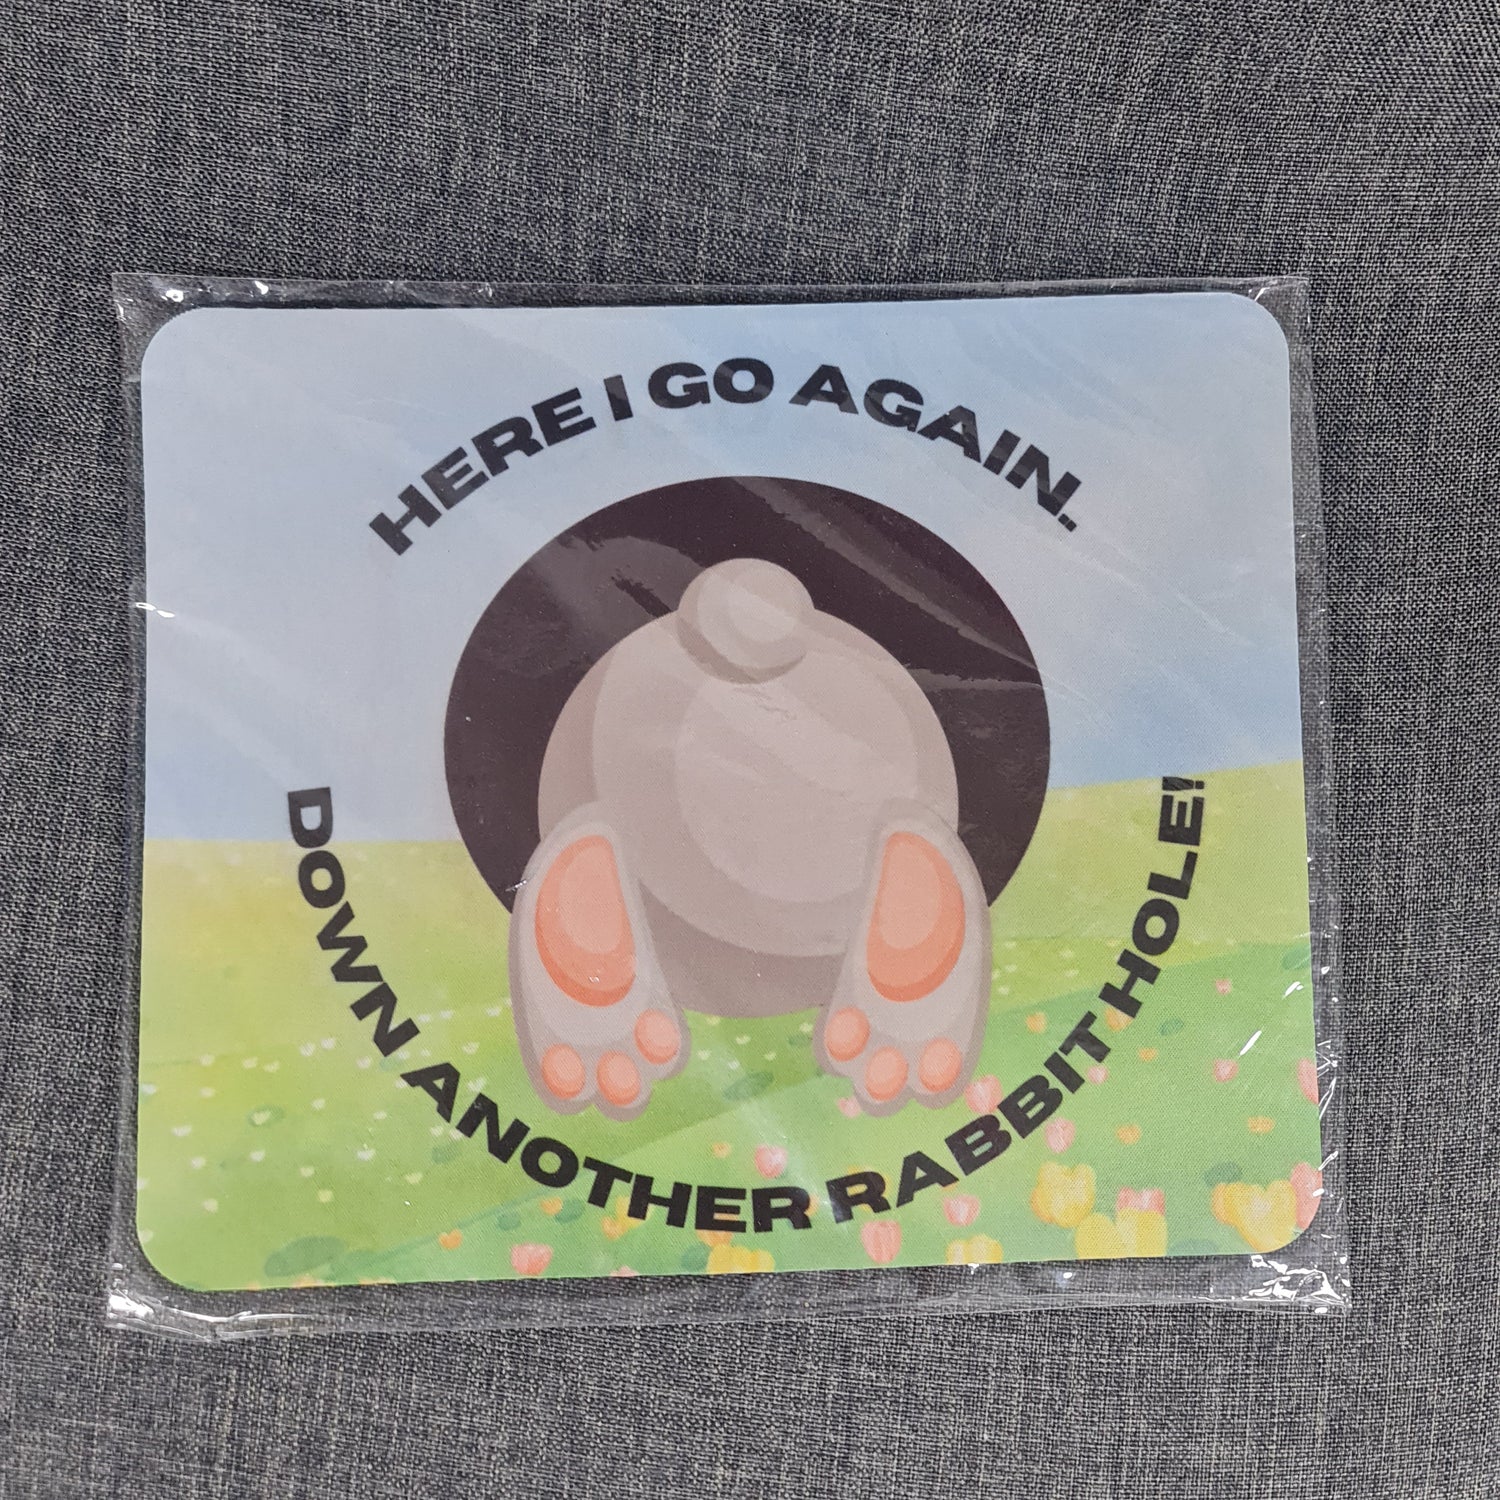 HERE I GO AGAIN.
DOWN ANOTHER RABBIT HOLE!